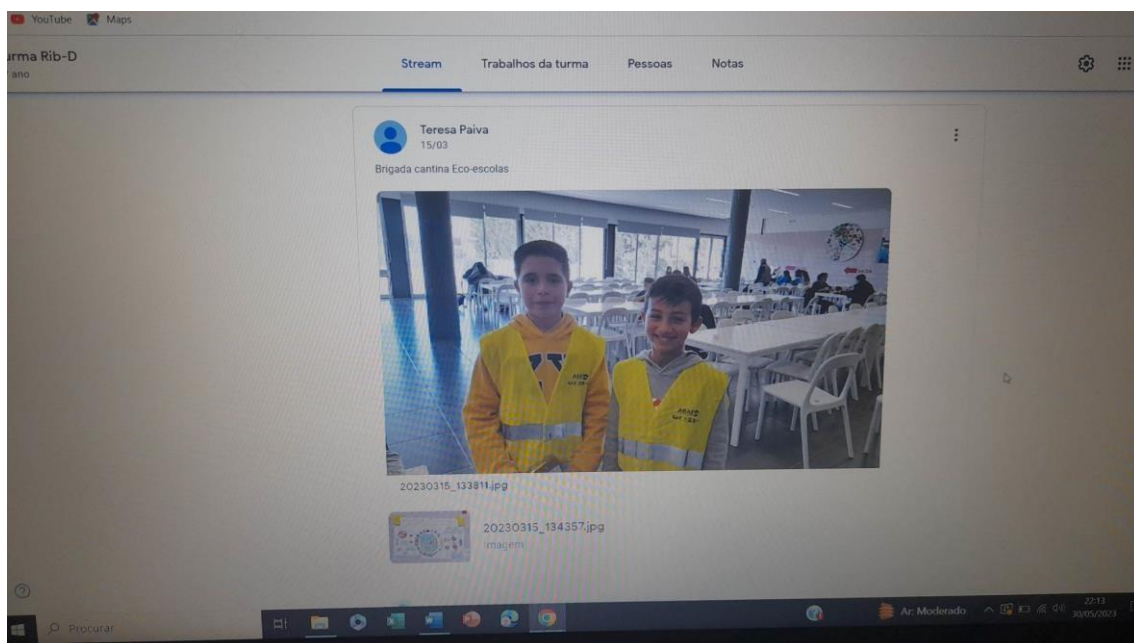 YouTube Maps
urma Rib-D
ano
Stream Trabalhos da turma Pessoas Notas
Teresa Paiva
15/03
Brigada cantina Eco-escolas
20230315_133811.jpg
20230315_134357.jpg
Imagem
Procurar
Ar: Moderado
22:13
30/05/2023